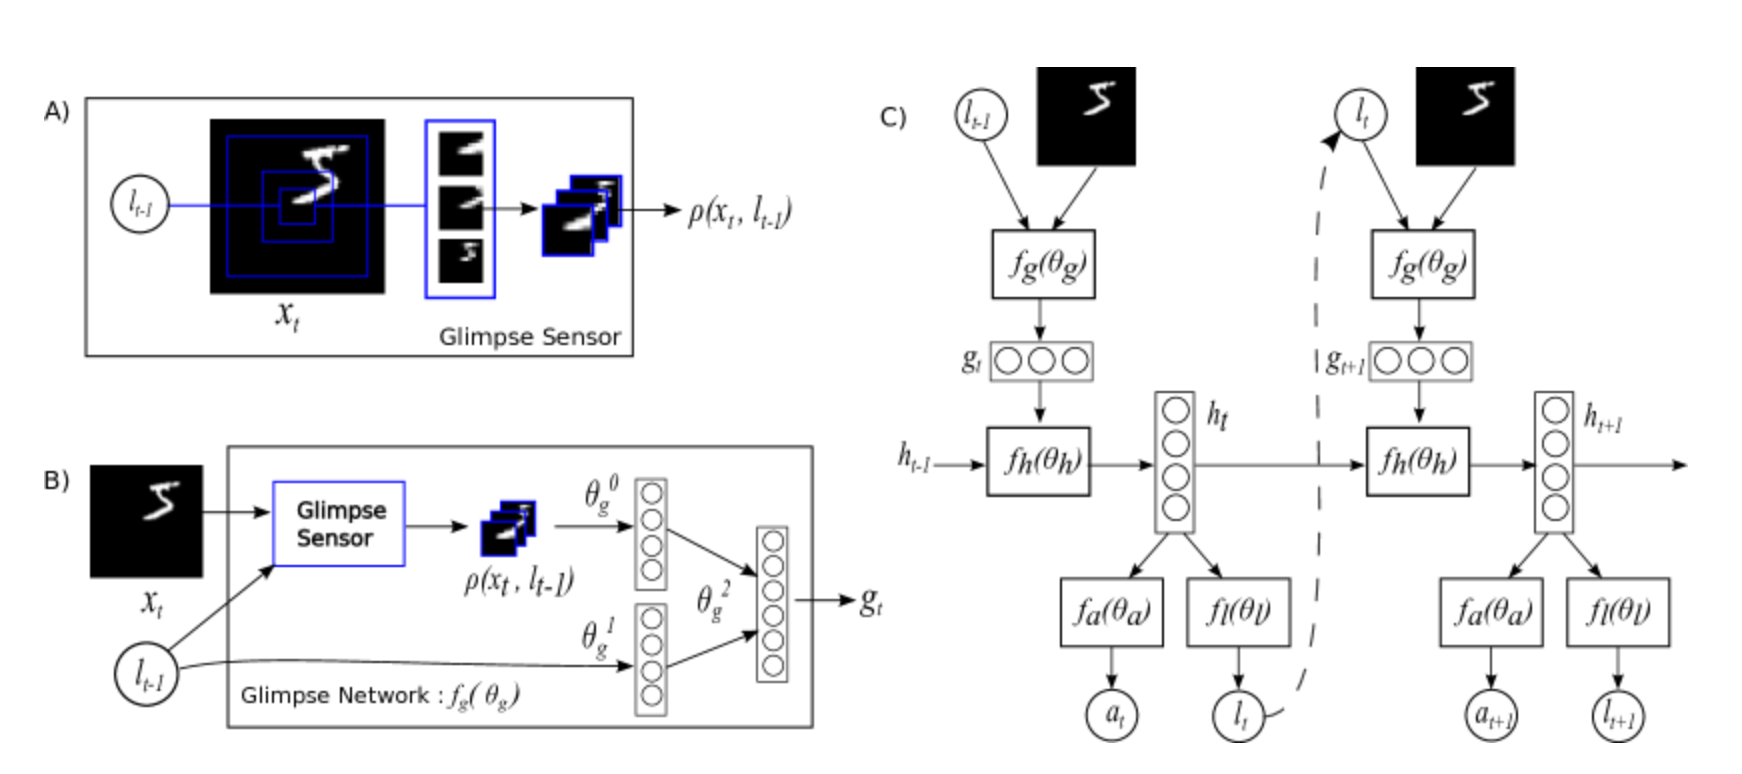 A)
l_{t-1}
x_t
ρ(x_t, l_{t-1})
Glimpse Sensor
B)
x_t
l_{t-1}
Glimpse
Sensor
ρ(x_t, l_{t-1})
θ_g^0
θ_g^1
θ_g^2
g_t
Glimpse Network : f_g(θ_g)
C)
l_{t-1}
l_t
f_g(θ_g)
f_g(θ_g)
g_t
g_{t+1}
h_t
h_{t+1}
h_{t-1}
f_h(θ_h)
f_h(θ_h)
f_a(θ_a)
f_l(θ_l)
f_a(θ_a)
f_l(θ_l)
a_t
l_t
a_{t+1}
l_{t+1}